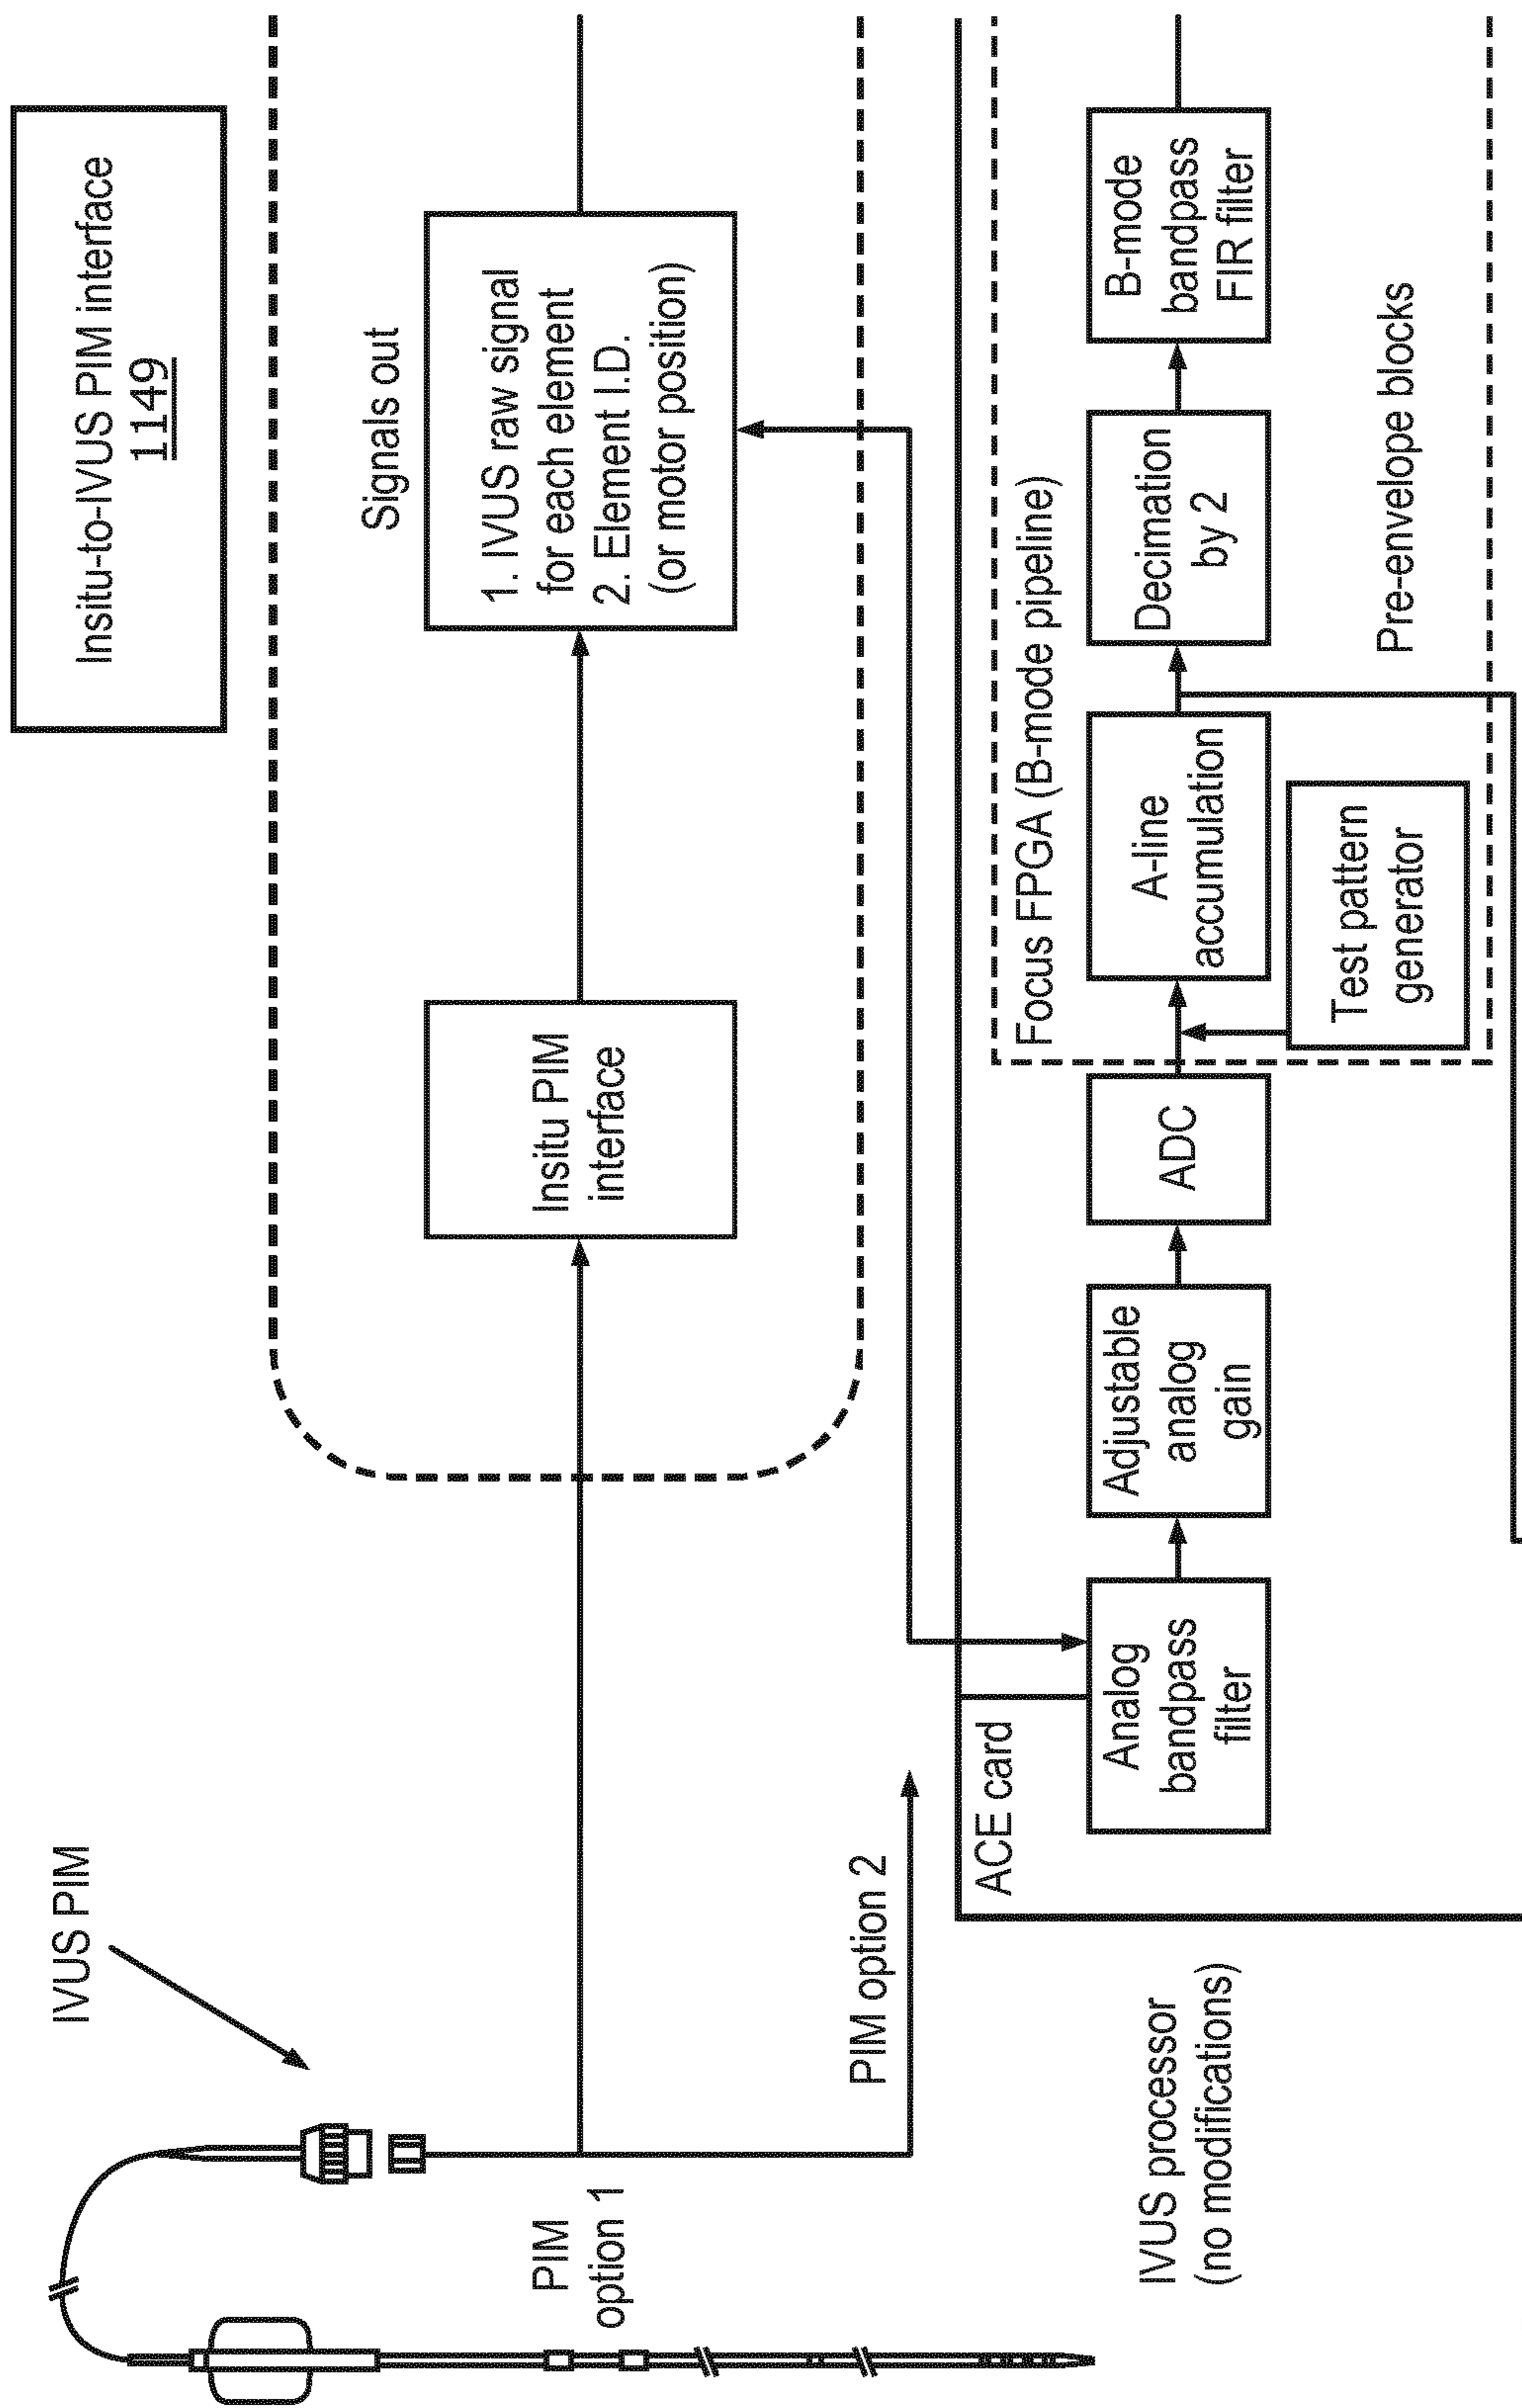 Insitu-to-IVUS PIM interface
1149
IVUS PIM
Signals out
PIM
option 1
Insitu PIM
interface
1. IVUS raw signal
for each element
2. Element I.D.
(or motor position)
PIM option 2
ACE card
Focus FPGA (B-mode pipeline)
IVUS processor
(no modifications)
Analog
bandpass
filter
Adjustable
analog
gain
ADC
A-line
accumulation
Decimation
by 2
B-mode
bandpass
FIR filter
Test pattern
generator
Pre-envelope blocks